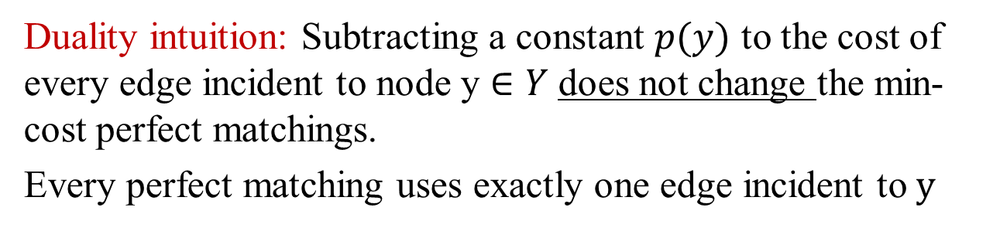 Duality intuition: Subtracting a constant p(y) to the cost of
every edge incident to node y ∈ Y does not change the min-
cost perfect matchings.
Every perfect matching uses exactly one edge incident to y